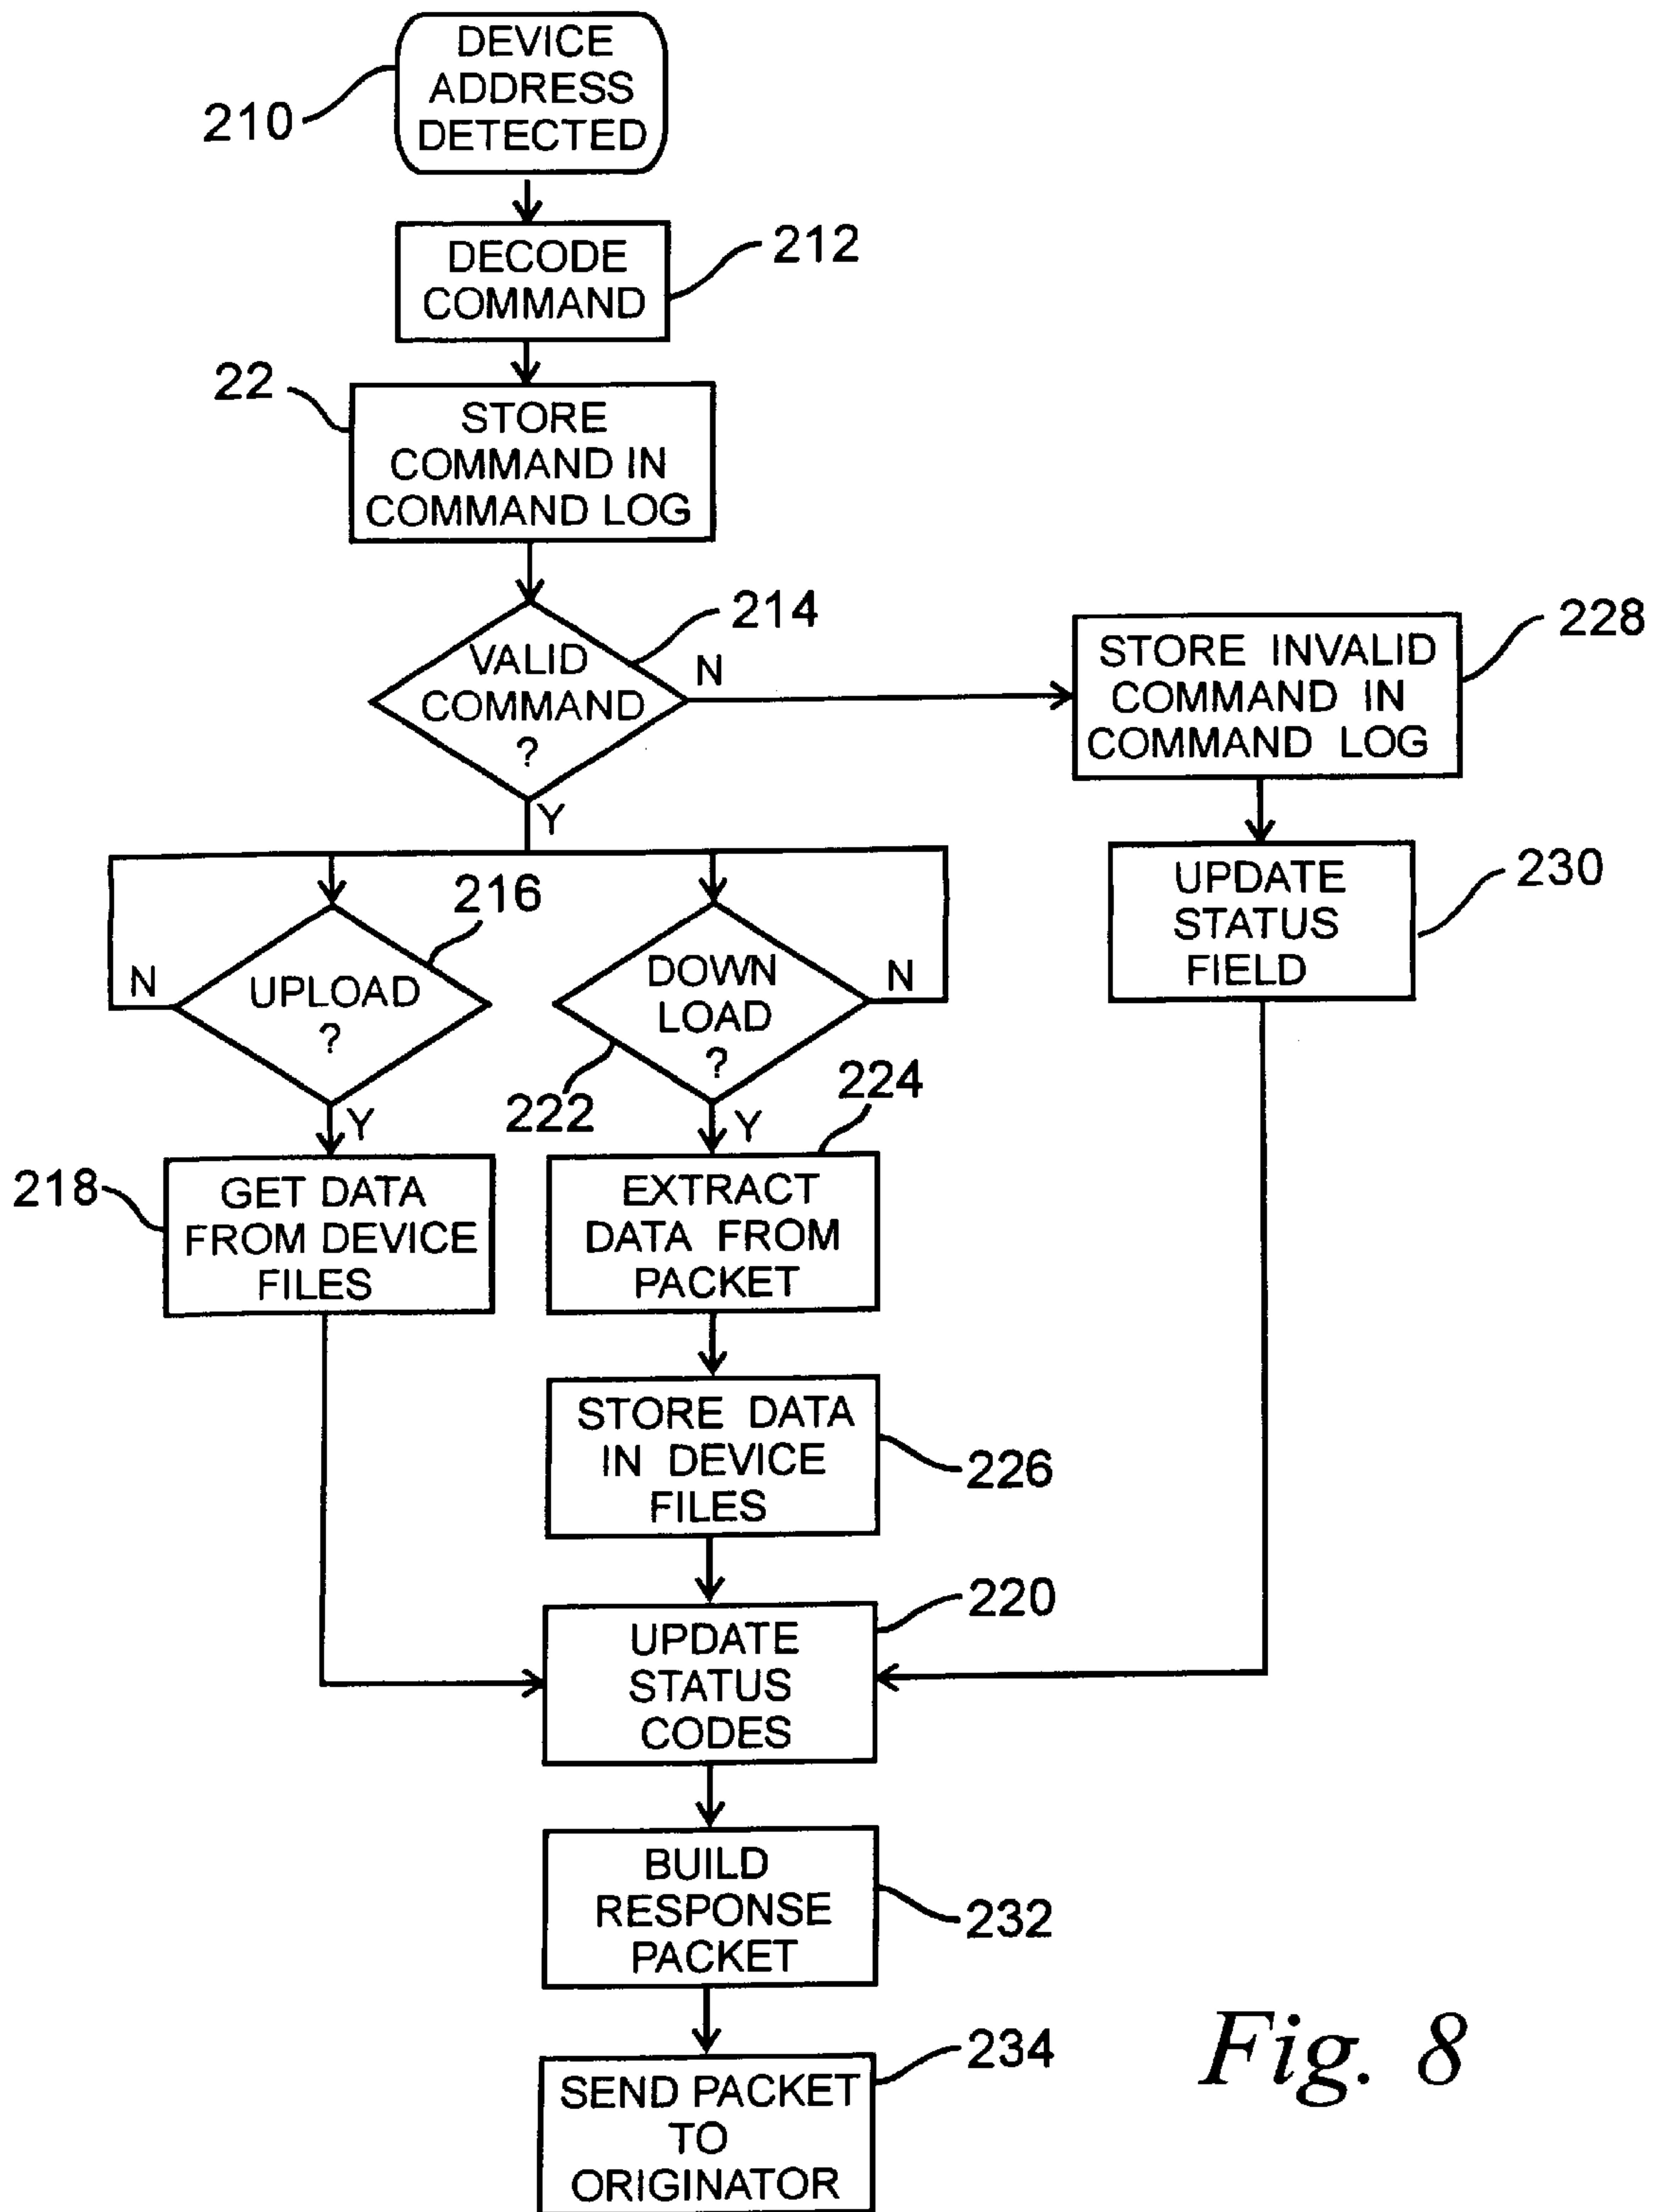 DEVICE
ADDRESS
DETECTED
210
DECODE
COMMAND
212
22
STORE
COMMAND IN
COMMAND LOG
214
VALID
COMMAND
?
N
Y
228
STORE INVALID
COMMAND IN
COMMAND LOG
230
UPDATE
STATUS
FIELD
216
UPLOAD
?
N
Y
DOWN
LOAD
?
N
222
Y
224
218
GET DATA
FROM DEVICE
FILES
EXTRACT
DATA FROM
PACKET
STORE DATA
IN DEVICE
FILES
226
220
UPDATE
STATUS
CODES
BUILD
RESPONSE
PACKET
232
234
SEND PACKET
TO
ORIGINATOR
Fig. 8